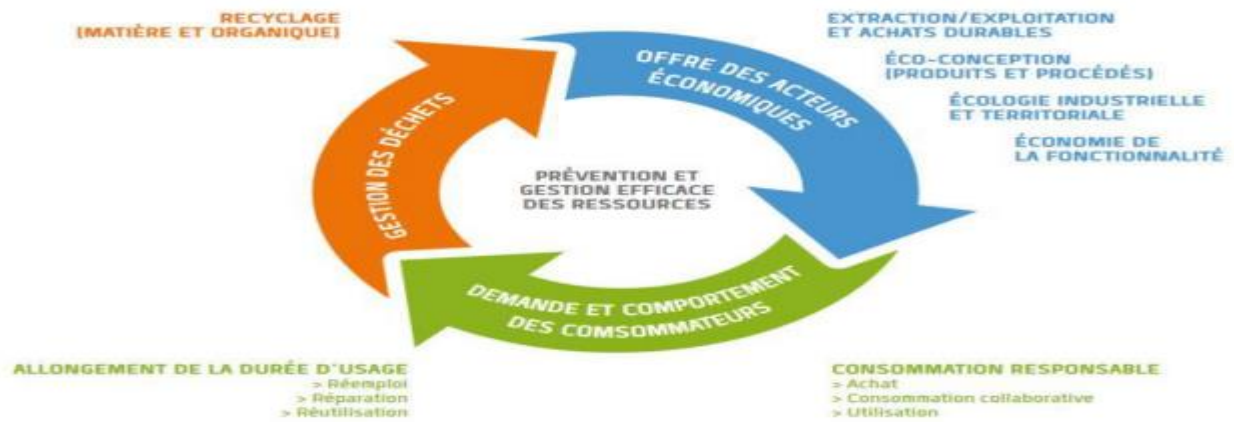 RECYCLAGE
(MATIÈRE ET ORGANIQUE)
EXTRACTION/EXPLOITATION
ET ACHATS DURABLES
ÉCO-CONCEPTION
(PRODUITS ET PROCÉDÉS)
ÉCOLOGIE INDUSTRIELLE
ET TERRITORIALE
ÉCONOMIE DE
LA FONCTIONNALITÉ
OFFRE DES ACTEURS
ÉCONOMIQUES
GESTION DES DÉCHETS
PRÉVENTION ET
GESTION EFFICACE
DES RESSOURCES
DEMANDE ET COMPORTEMENT
DES COMSOMMATEURS
ALLONGEMENT DE LA DURÉE D'USAGE
> Réemploi
> Réparation
> Réutilisation
CONSOMMATION RESPONSABLE
> Achat
> Consommation collaborative
> Utilisation